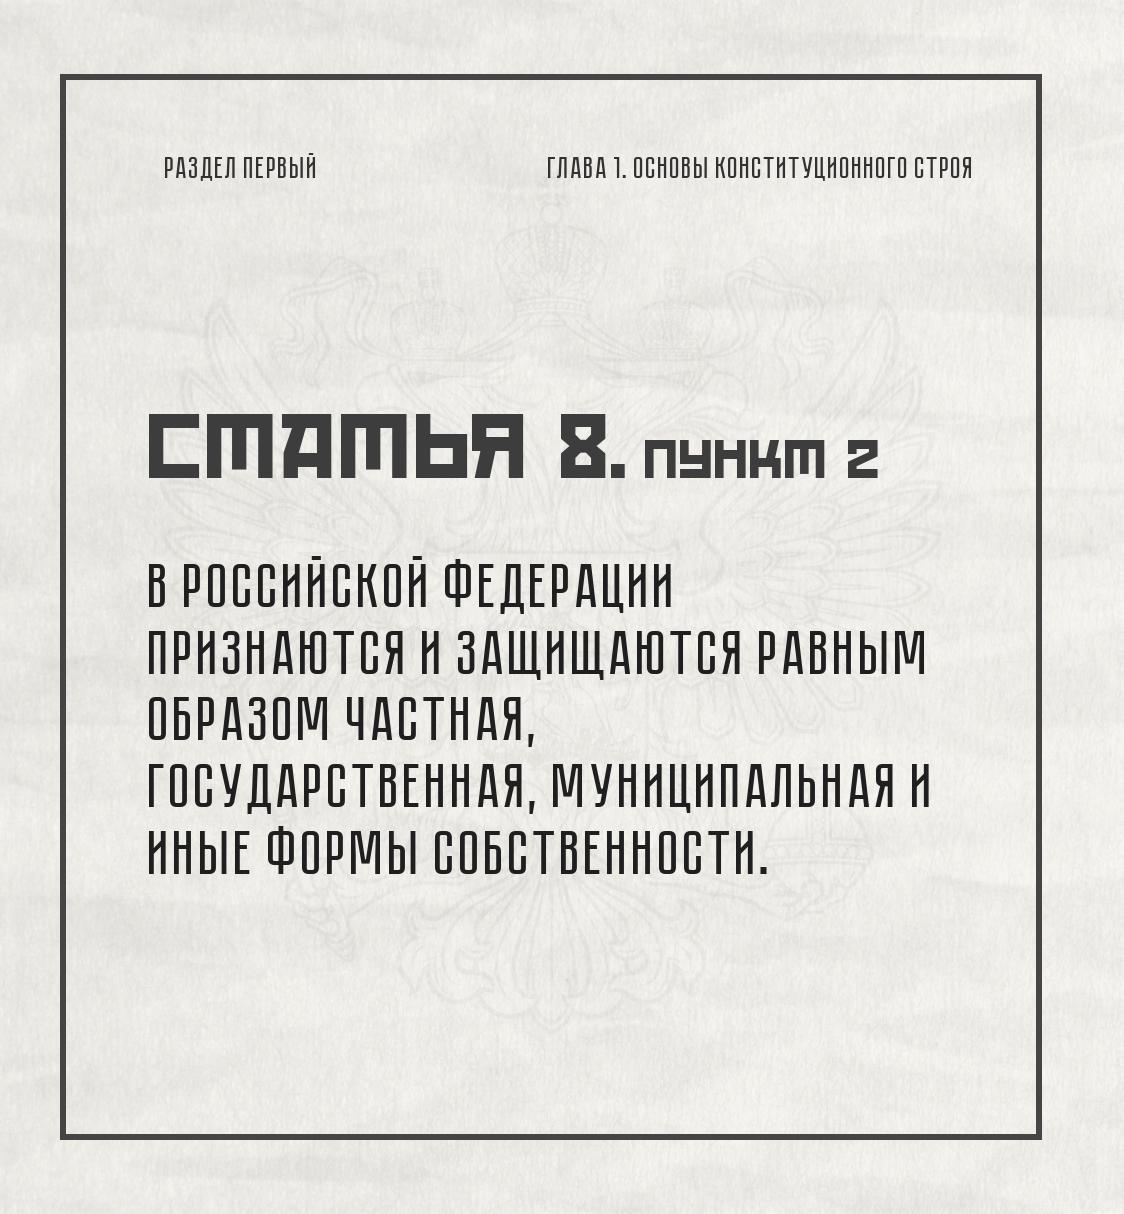 РАЗДЕЛ ПЕРВЫЙ
ГЛАВА 1. ОСНОВЫ КОНСТИТУЦИОННОГО СТРОЯ
СТАТЬЯ 8. ПУНКТ 2
В РОССИЙСКОЙ ФЕДЕРАЦИИ
ПРИЗНАЮТСЯ И ЗАЩИЩАЮТСЯ РАВНЫМ
ОБРАЗОМ ЧАСТНАЯ,
ГОСУДАРСТВЕННАЯ, МУНИЦИПАЛЬНАЯ И
ИНЫЕ ФОРМЫ СОБСТВЕННОСТИ.